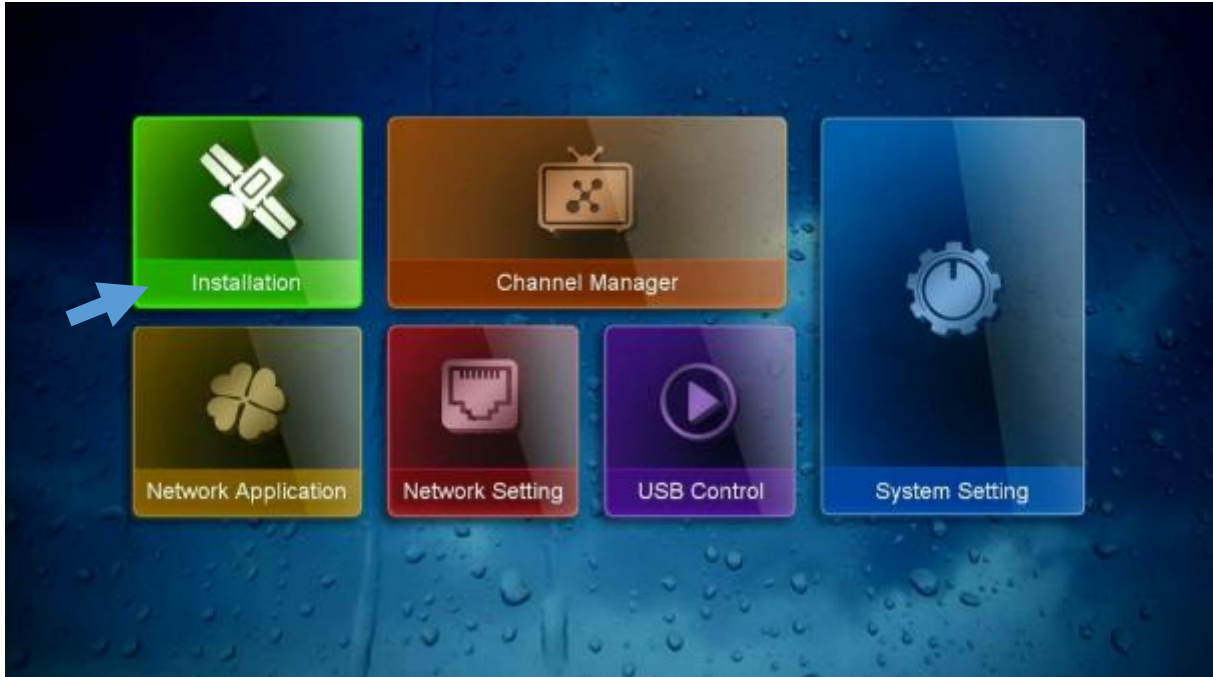 Installation
Channel Manager
Network Application
Network Setting
USB Control
System Setting